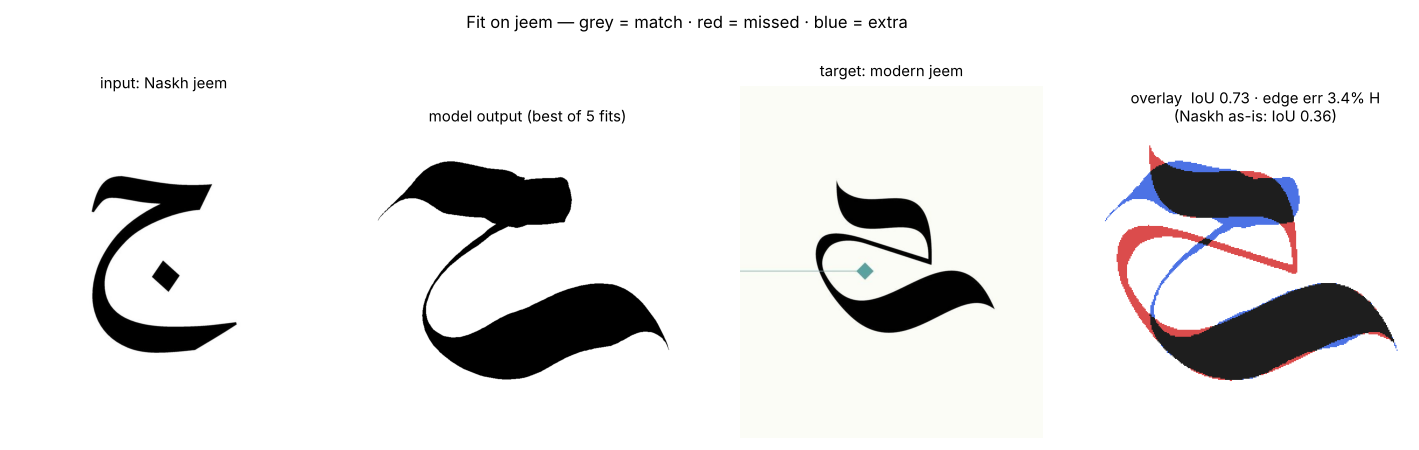 Fit on jeem — grey = match · red = missed · blue = extra
input: Naskh jeem
ج
model output (best of 5 fits)
target: modern jeem
ج
overlay  IoU 0.73 · edge err 3.4% H
(Naskh as-is: IoU 0.36)